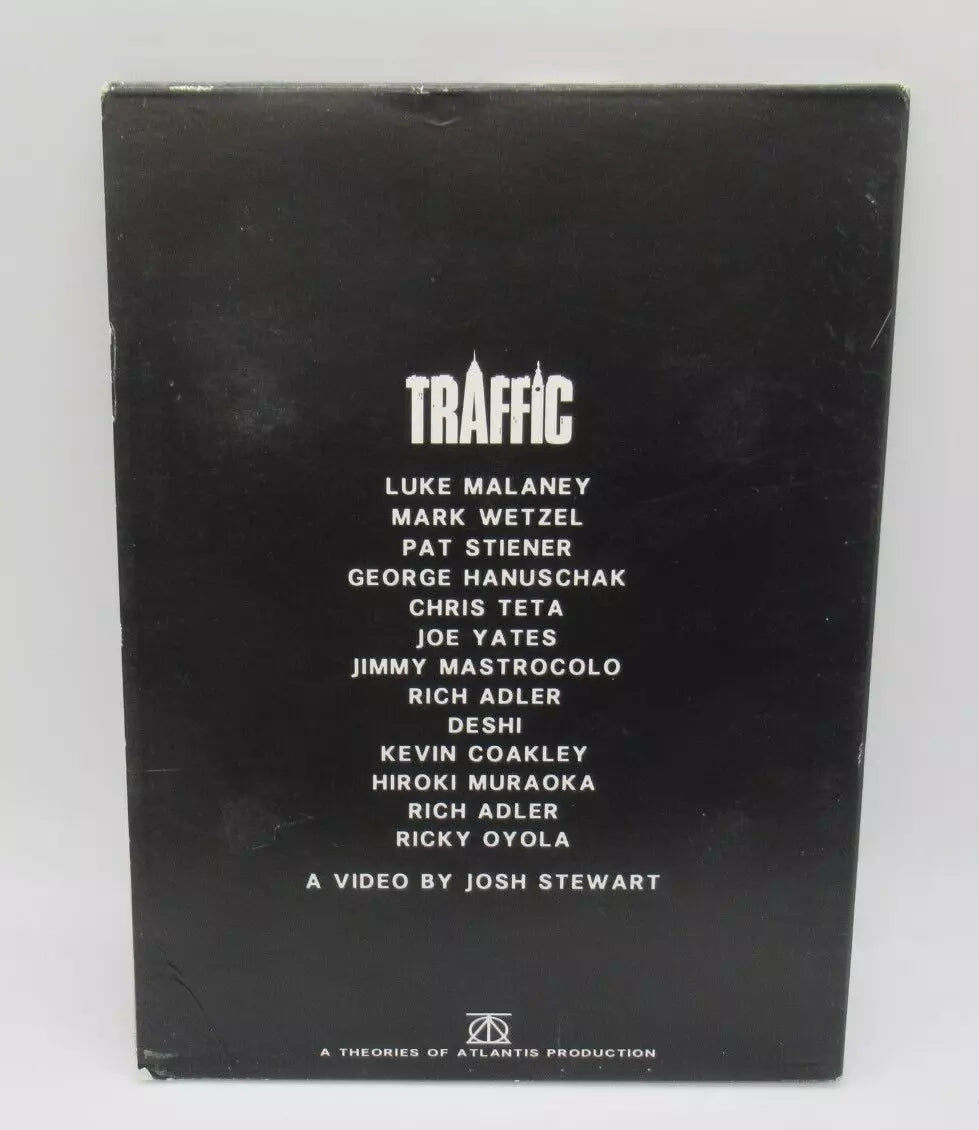 TRAFFIC
LUKE MALANEY
MARK WETZEL
PAT STIENER
GEORGE HANUSCHAK
CHRIS TETA
JOE YATES
JIMMY MASTROCOLO
RICH ADLER
DESHI
KEVIN COAKLEY
HIROKI MURAOKA
RICH ADLER
RICKY OYOLA
A VIDEO BY JOSH STEWART
A THEORIES OF ATLANTIS PRODUCTION